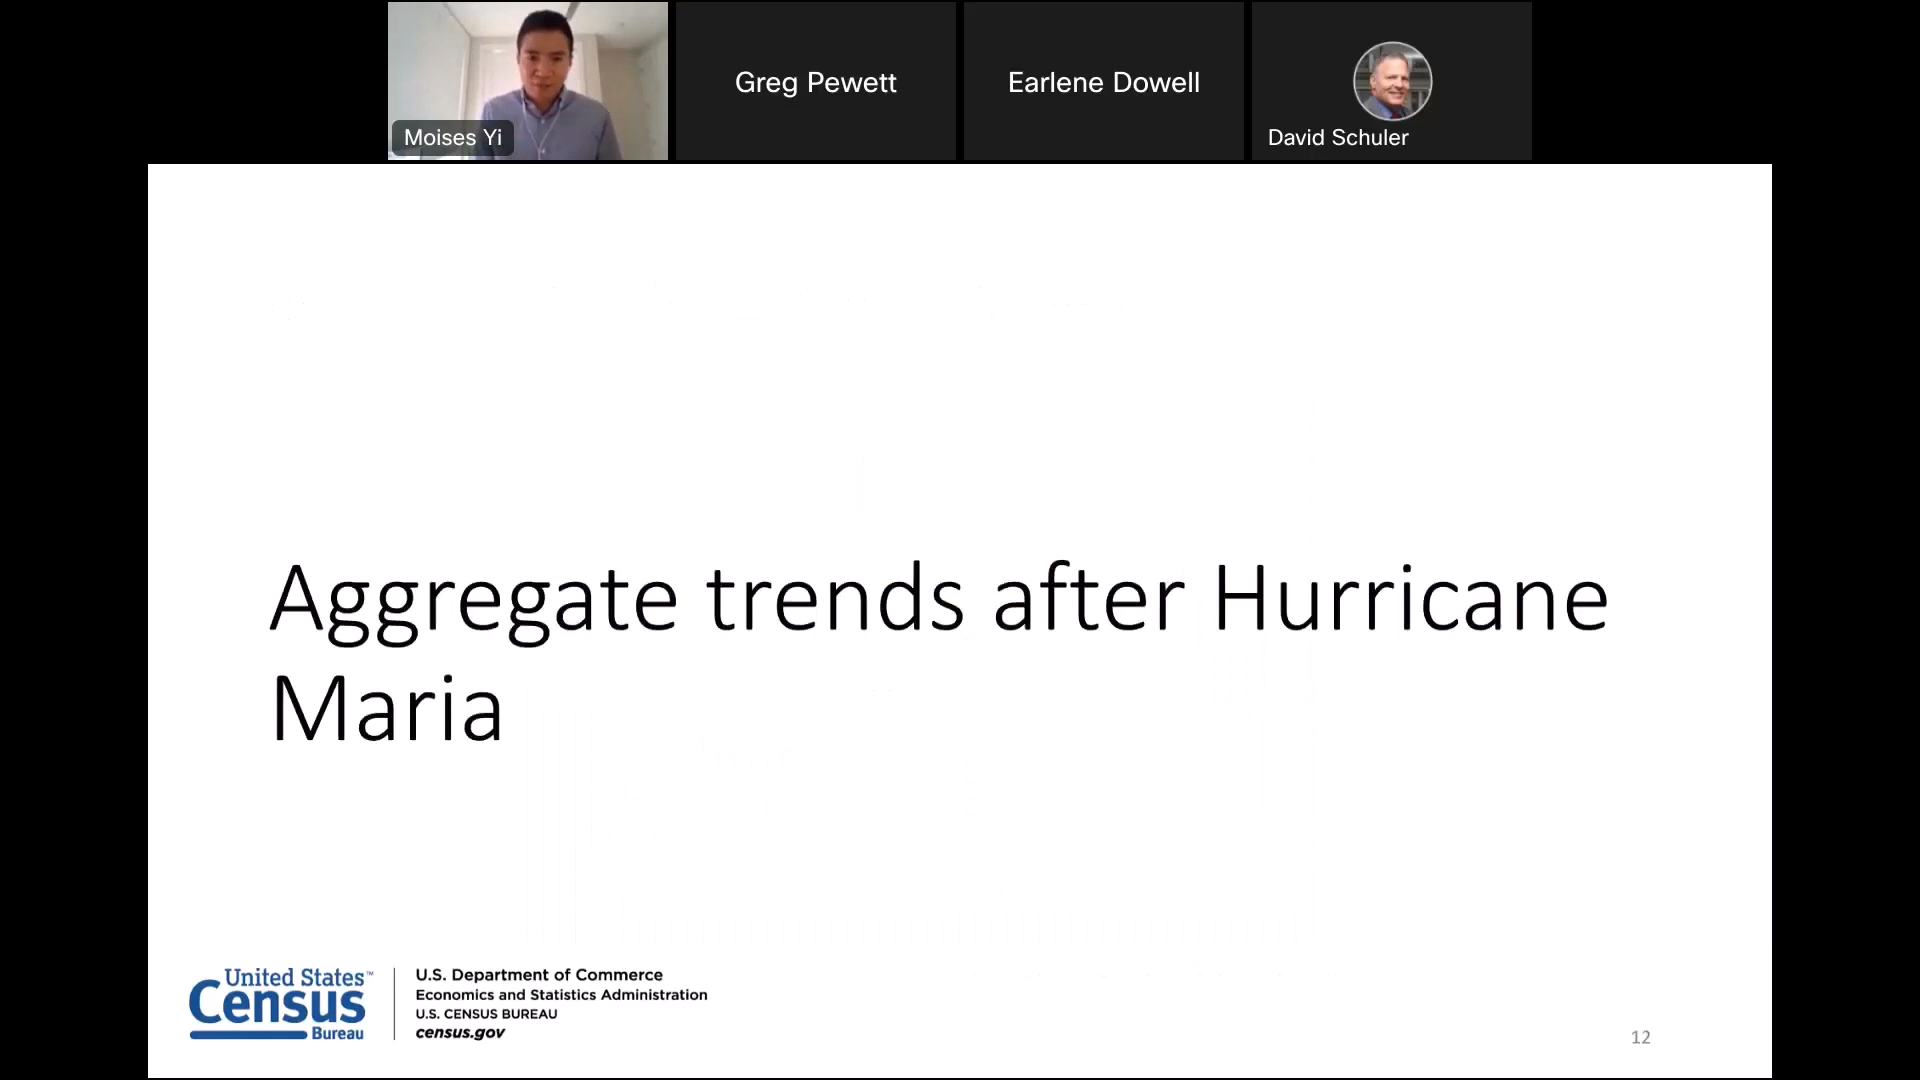 Moises Yi
Greg Pewett
Earlene Dowell
David Schuler
Aggregate trends after Hurricane
Maria
United States™
Census
Bureau
U.S. Department of Commerce
Economics and Statistics Administration
U.S. CENSUS BUREAU
census.gov
12